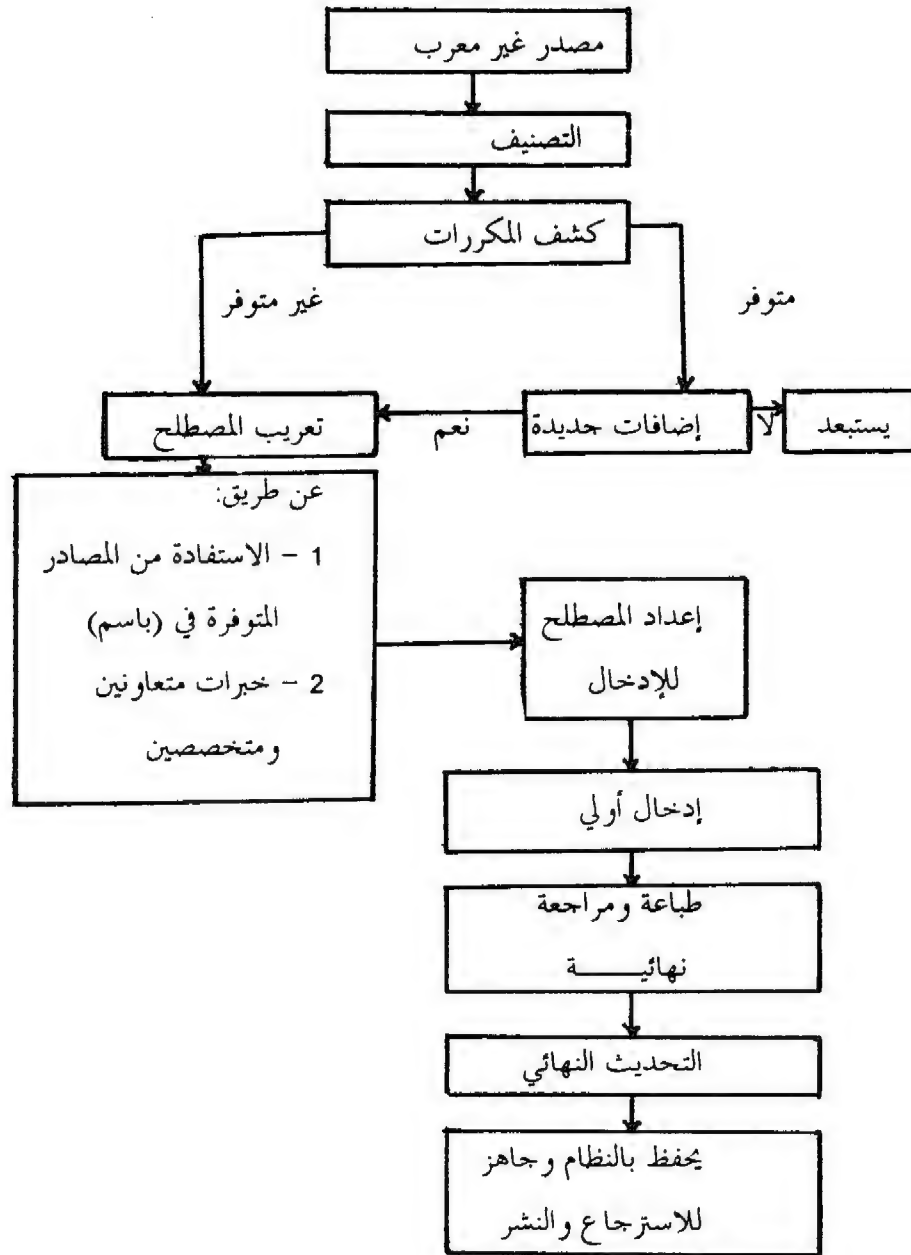 مصدر غير معرب
التصنيف
كشف المكررات
متوفر
غير متوفر
يستبعد
لا
إضافات جديدة
نعم
تعريب المصطلح
عن طريق:
1 - الاستفادة من المصادر
المتوفرة في (باسم)
2 - خبرات متعاونين
ومتخصصين
إعداد المصطلح
للإدخال
إدخال أولي
طباعة ومراجعة
نهائيـــــة
التحديث النهائي
يحفظ بالنظام وجاهز
للاسترجاع والنشر